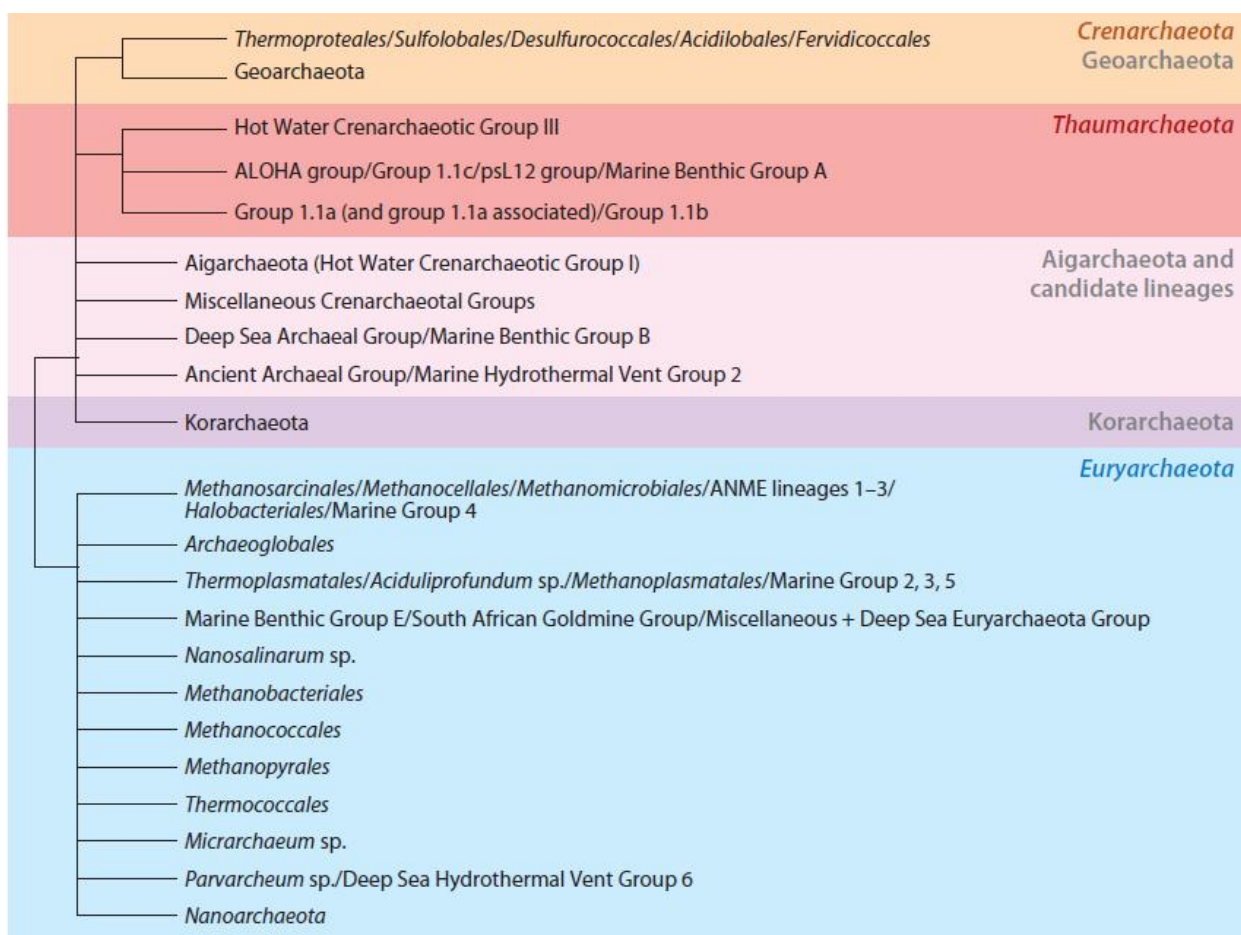 Thermoproteales/Sulfolobales/Desulfurococcales/Acidilobales/Fervidicoccales
Crenarchaeota
Geoarchaeota
Geoarchaeota
Hot Water Crenarchaeotic Group III
Thaumarchaeota
ALOHA group/Group 1.1c/psL12 group/Marine Benthic Group A
Group 1.1a (and group 1.1a associated)/Group 1.1b
Aigarchaeota (Hot Water Crenarchaeotic Group I)
Aigarchaeota and
candidate lineages
Miscellaneous Crenarchaeotal Groups
Deep Sea Archaeal Group/Marine Benthic Group B
Ancient Archaeal Group/Marine Hydrothermal Vent Group 2
Korarchaeota
Korarchaeota
Euryarchaeota
Methanosarcinales/Methanocellales/Methanomicrobiales/ANME lineages 1–3/
Halobacteriales/Marine Group 4
Archaeoglobales
Thermoplasmatales/Aciduliprofundum sp./Methanoplasmatales/Marine Group 2, 3, 5
Marine Benthic Group E/South African Goldmine Group/Miscellaneous + Deep Sea Euryarchaeota Group
Nanosalinarum sp.
Methanobacteriales
Methanococcales
Methanopyrales
Thermococcales
Micrarchaeum sp.
Parvarcheum sp./Deep Sea Hydrothermal Vent Group 6
Nanoarchaeota